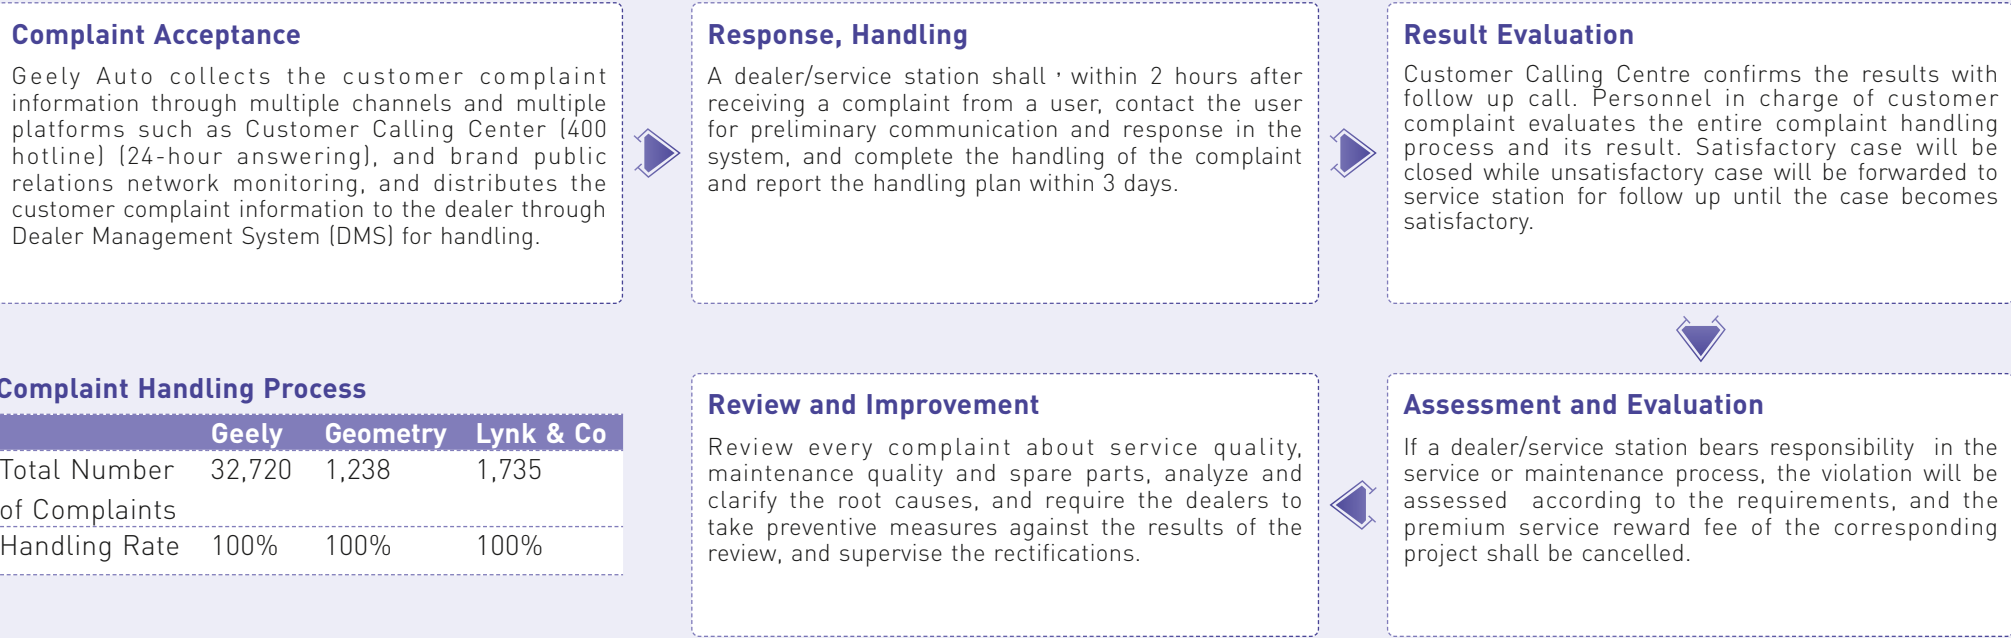 Complaint Acceptance
Geely Auto collects the customer complaint
information through multiple channels and multiple
platforms such as Customer Calling Center (400
hotline) (24-hour answering), and brand public
relations network monitoring, and distributes the
customer complaint information to the dealer through
Dealer Management System (DMS) for handling.
Response, Handling
A dealer/service station shall，within 2 hours after
receiving a complaint from a user, contact the user
for preliminary communication and response in the
system, and complete the handling of the complaint
and report the handling plan within 3 days.
Result Evaluation
Customer Calling Centre confirms the results with
follow up call. Personnel in charge of customer
complaint evaluates the entire complaint handling
process and its result. Satisfactory case will be
closed while unsatisfactory case will be forwarded to
service station for follow up until the case becomes
satisfactory.
Assessment and Evaluation
If a dealer/service station bears responsibility in the
service or maintenance process, the violation will be
assessed according to the requirements, and the
premium service reward fee of the corresponding
project shall be cancelled.
Review and Improvement
Review every complaint about service quality,
maintenance quality and spare parts, analyze and
clarify the root causes, and require the dealers to
take preventive measures against the results of the
review, and supervise the rectifications.
Complaint Handling Process
Geely Geometry Lynk & Co
Total Number 32,720 1,238 1,735
of Complaints
Handling Rate 100% 100% 100%